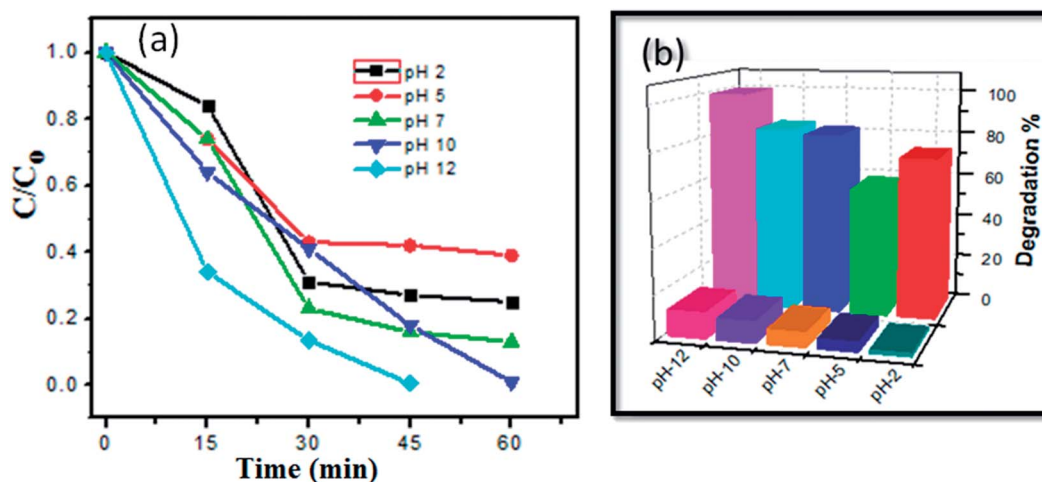 (a)
1.0
0.8
0.6
0.4
0.2
0.0
C/Co
pH 2
pH 5
pH 7
pH 10
pH 12
0 15 30 45 60
Time (min)
(b)
100
80
60
40
20
0
Degradation %
pH-12
pH-10
pH-7
pH-5
pH-2